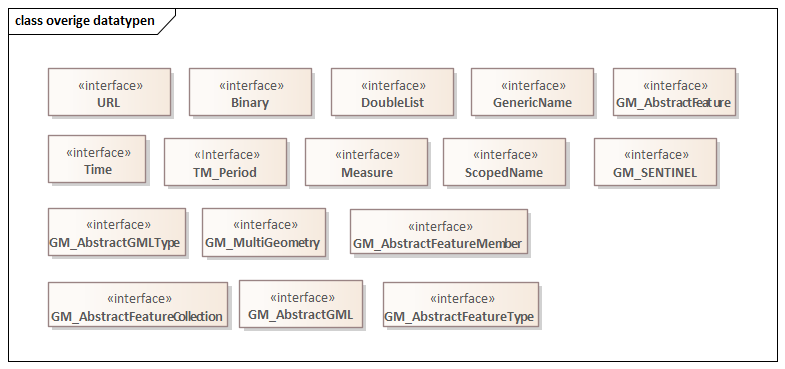 class overige datatypen
«interface» «interface» «interface» «interface» «interface»
URL Binary DoubleList GenericName GM_AbstractFeature
«interface» «Interface» «interface» «interface» «interface»
Time TM_Period Measure ScopedName GM_SENTINEL
«interface» «interface» «interface»
GM_AbstractGMLType GM_MultiGeometry GM_AbstractFeatureMember
«interface» «interface» «interface»
GM_AbstractFeatureCollection GM_AbstractGML GM_AbstractFeatureType